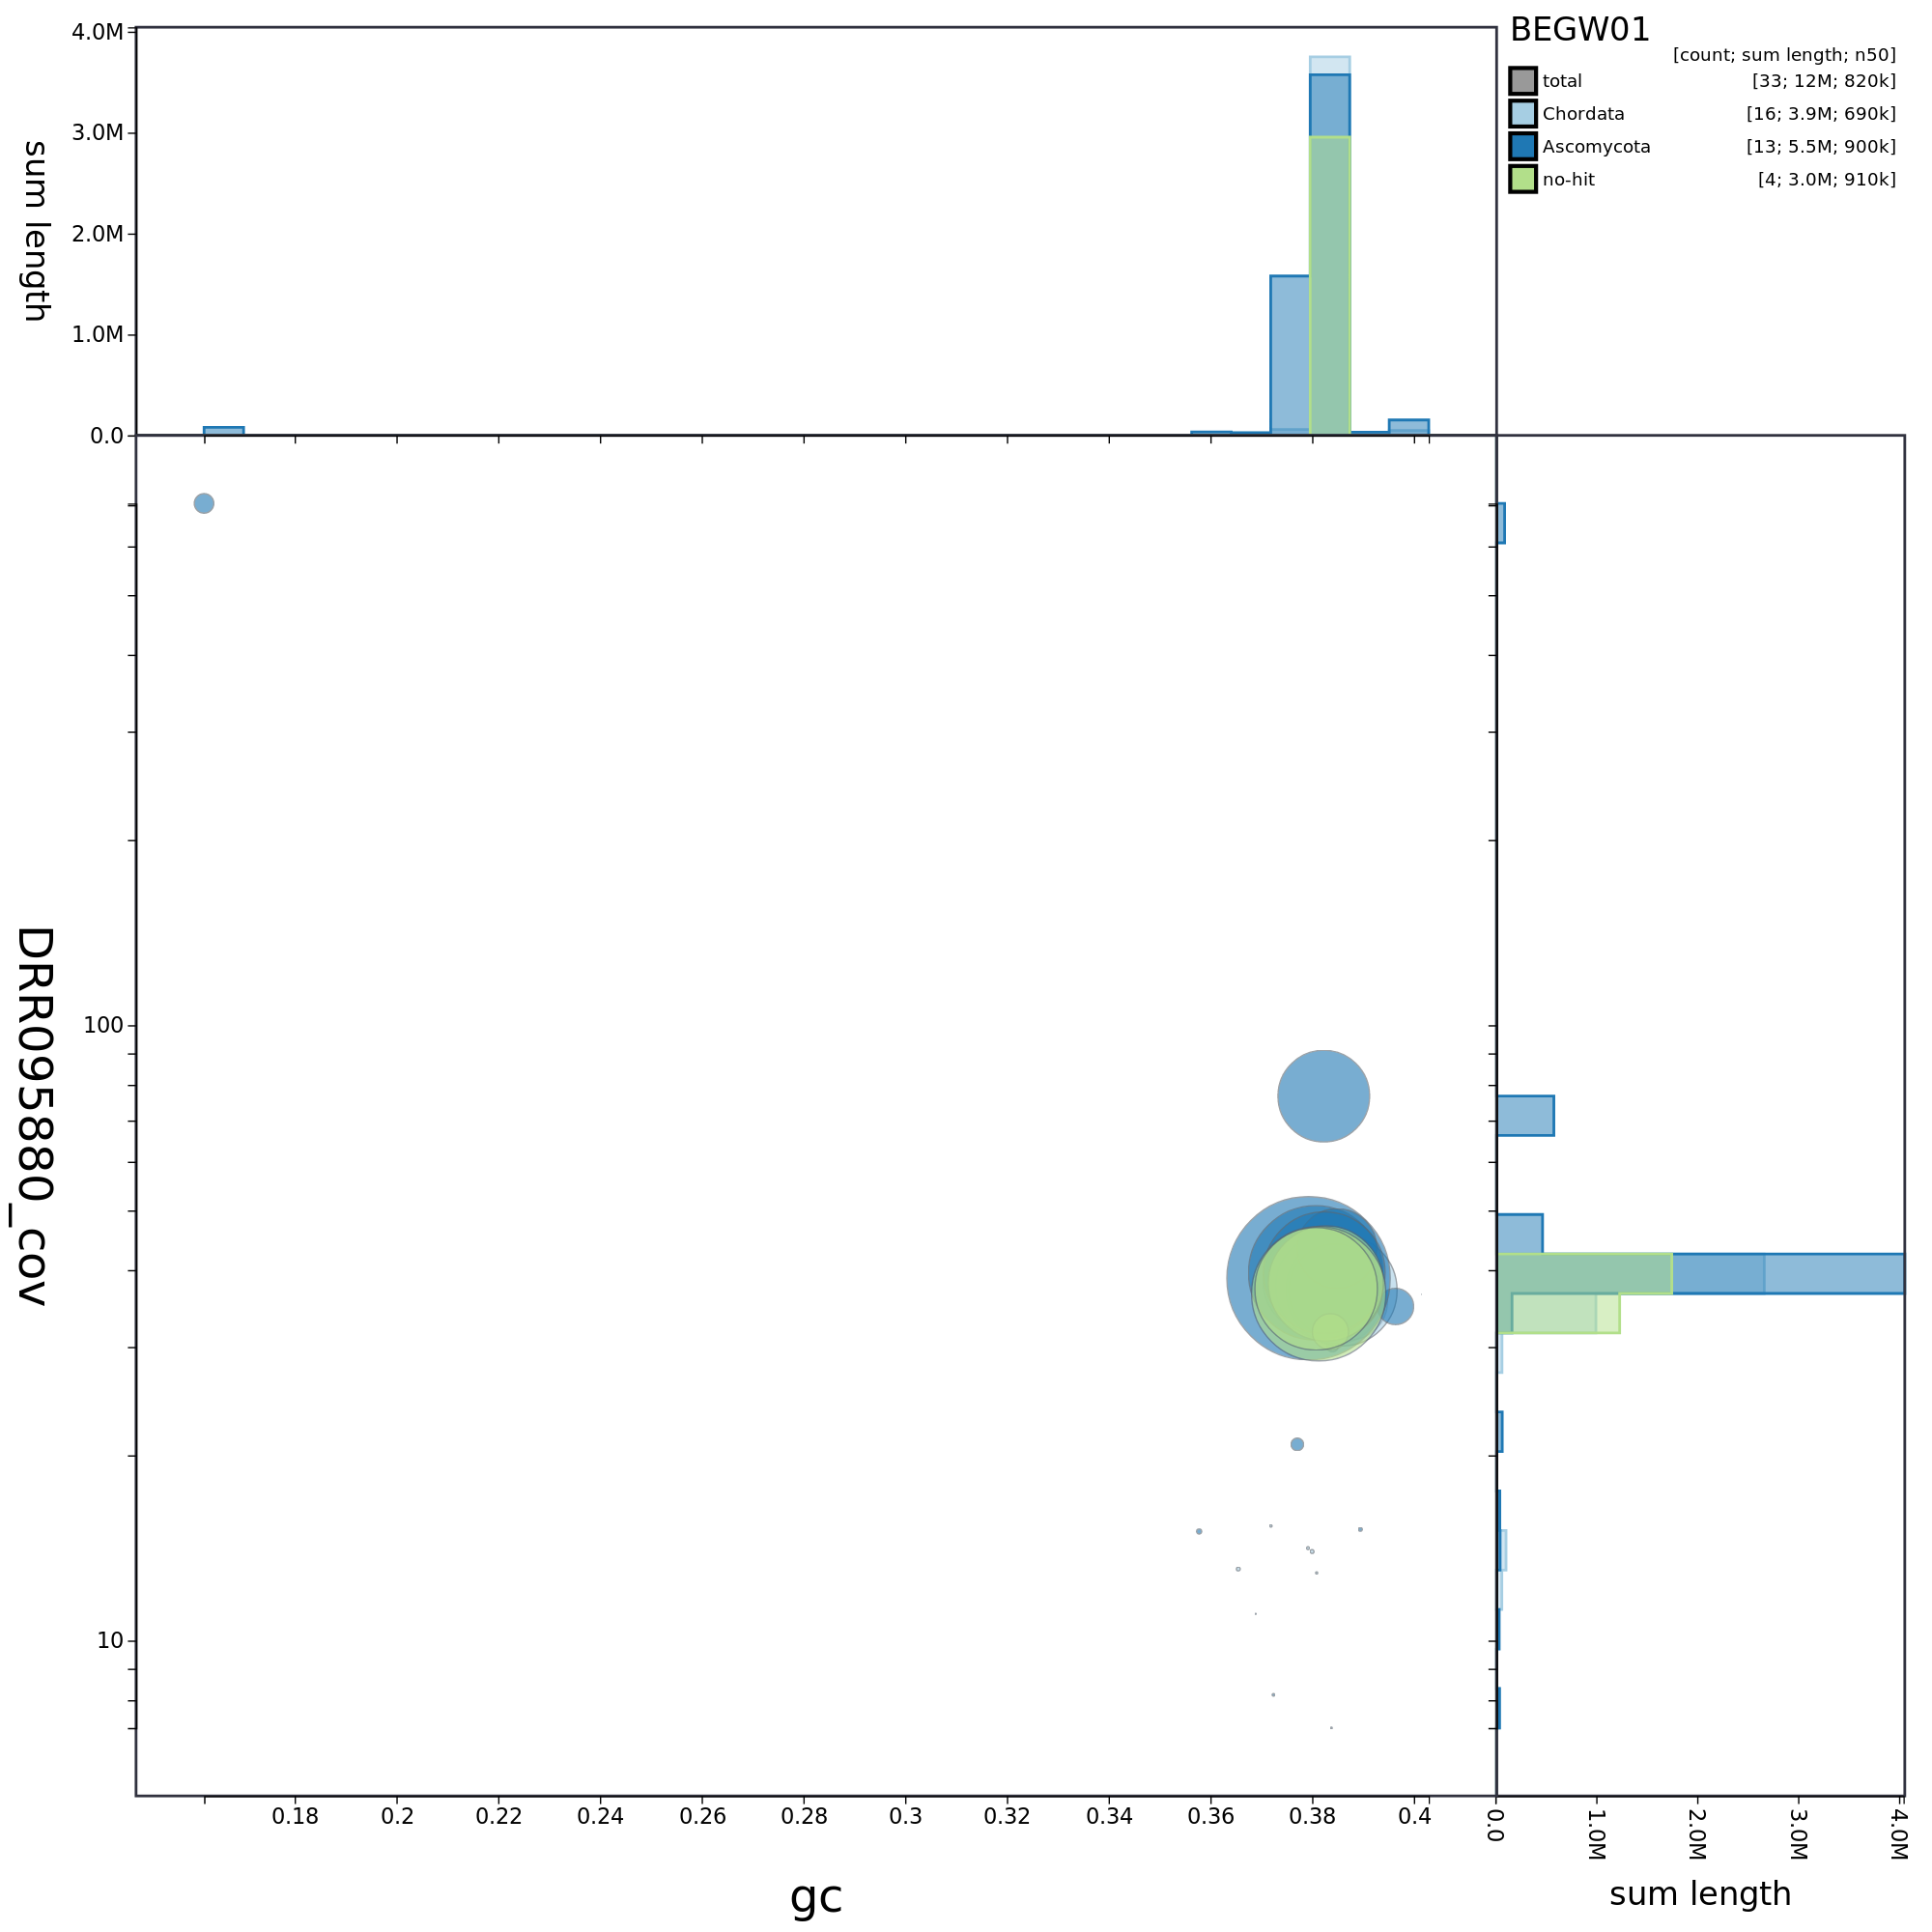 BEGW01
[count; sum length; n50]
total [33; 12M; 820k]
Chordata [16; 3.9M; 690k]
Ascomycota [13; 5.5M; 900k]
no-hit [4; 3.0M; 910k]
4.0M
3.0M
2.0M
1.0M
0.0
sum length
100
10
DRR095880_cov
0.18 0.2 0.22 0.24 0.26 0.28 0.3 0.32 0.34 0.36 0.38 0.4
gc
0.0 1.0M 2.0M 3.0M 4.0M
sum length